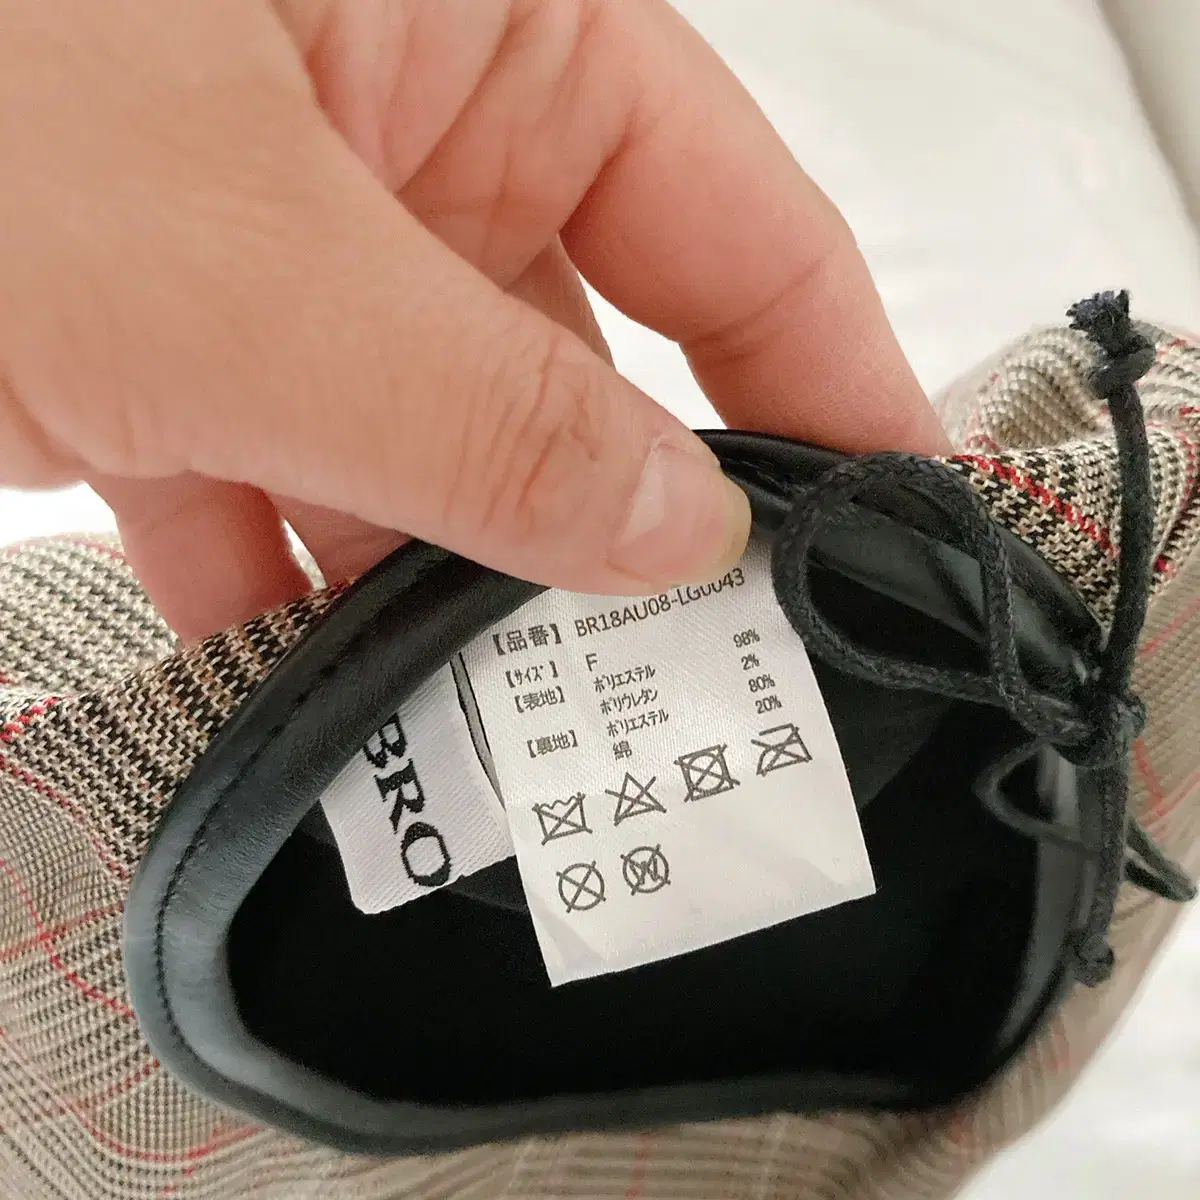 【品番】 BR18AU08-LG0043
【サイズ】 F
【表地】 ポリエステル 98%
ポリウレタン 2%
【裏地】 ポリエステル 80%
綿 20%
BRO